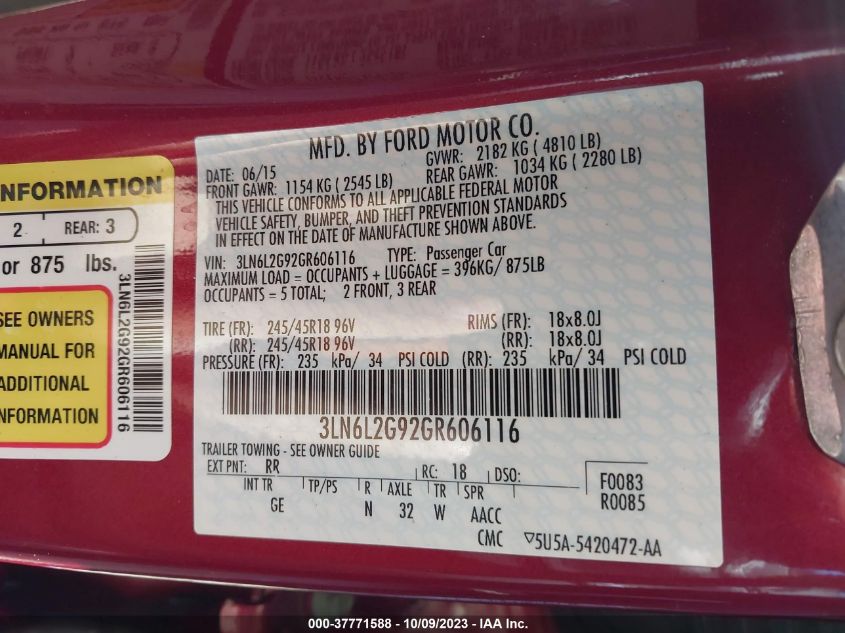 INFORMATION
2 REAR: 3
or 875 lbs.
SEE OWNERS
MANUAL FOR
ADDITIONAL
INFORMATION
3LN6L2G92GR606116
MFD. BY FORD MOTOR CO.
DATE: 06/15 GVWR: 2182 KG ( 4810 LB)
FRONT GAWR: 1154 KG ( 2545 LB) REAR GAWR: 1034 KG ( 2280 LB)
THIS VEHICLE CONFORMS TO ALL APPLICABLE FEDERAL MOTOR
VEHICLE SAFETY, BUMPER, AND THEFT PREVENTION STANDARDS
IN EFFECT ON THE DATE OF MANUFACTURE SHOWN ABOVE.
VIN: 3LN6L2G92GR606116 TYPE: Passenger Car
MAXIMUM LOAD = OCCUPANTS + LUGGAGE = 396KG/ 875LB
OCCUPANTS = 5 TOTAL; 2 FRONT, 3 REAR
TIRE (FR): 245/45R18 96V RIMS (FR): 18x8.0J
(RR): 245/45R18 96V (RR): 18x8.0J
PRESSURE (FR): 235 kPa/ 34 PSI COLD (RR): 235 kPa/ 34 PSI COLD
3LN6L2G92GR606116
TRAILER TOWING - SEE OWNER GUIDE
EXT PNT: RR RC: 18 DSO:
INT TR TP/PS R AXLE TR SPR
GE N 32 W AACC
F0083
R0085
CMC ▽5U5A-5420472-AA
000-37771588 - 10/09/2023 - IAA Inc.